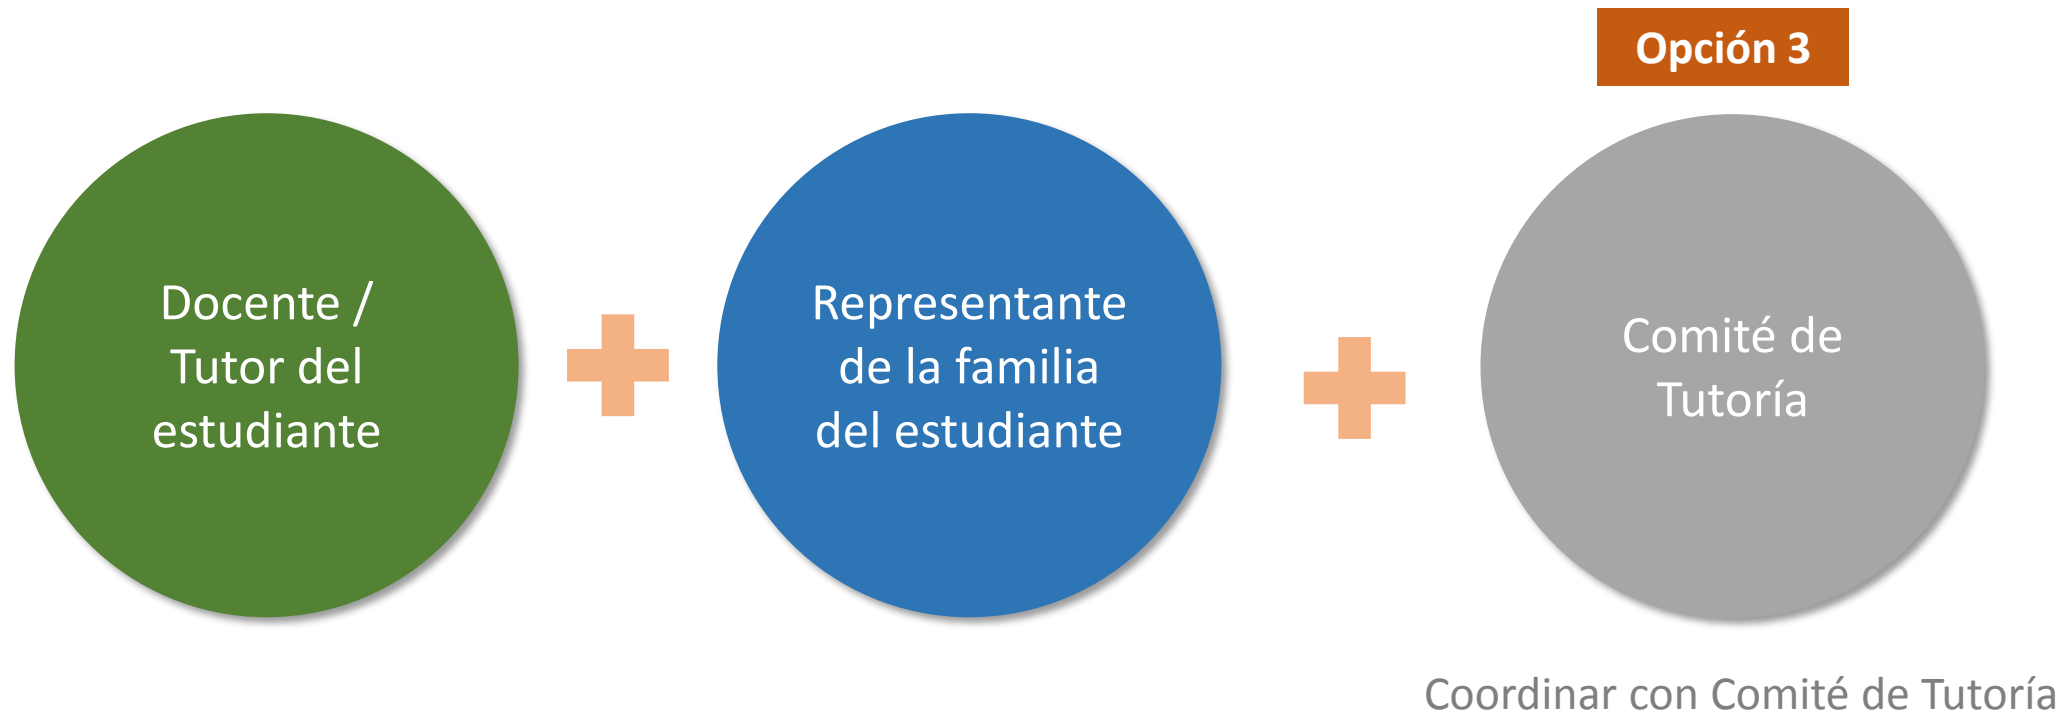 Opción 3
Docente /
Tutor del
estudiante
Representante
de la familia
del estudiante
Comité de
Tutoría
Coordinar con Comité de Tutoría